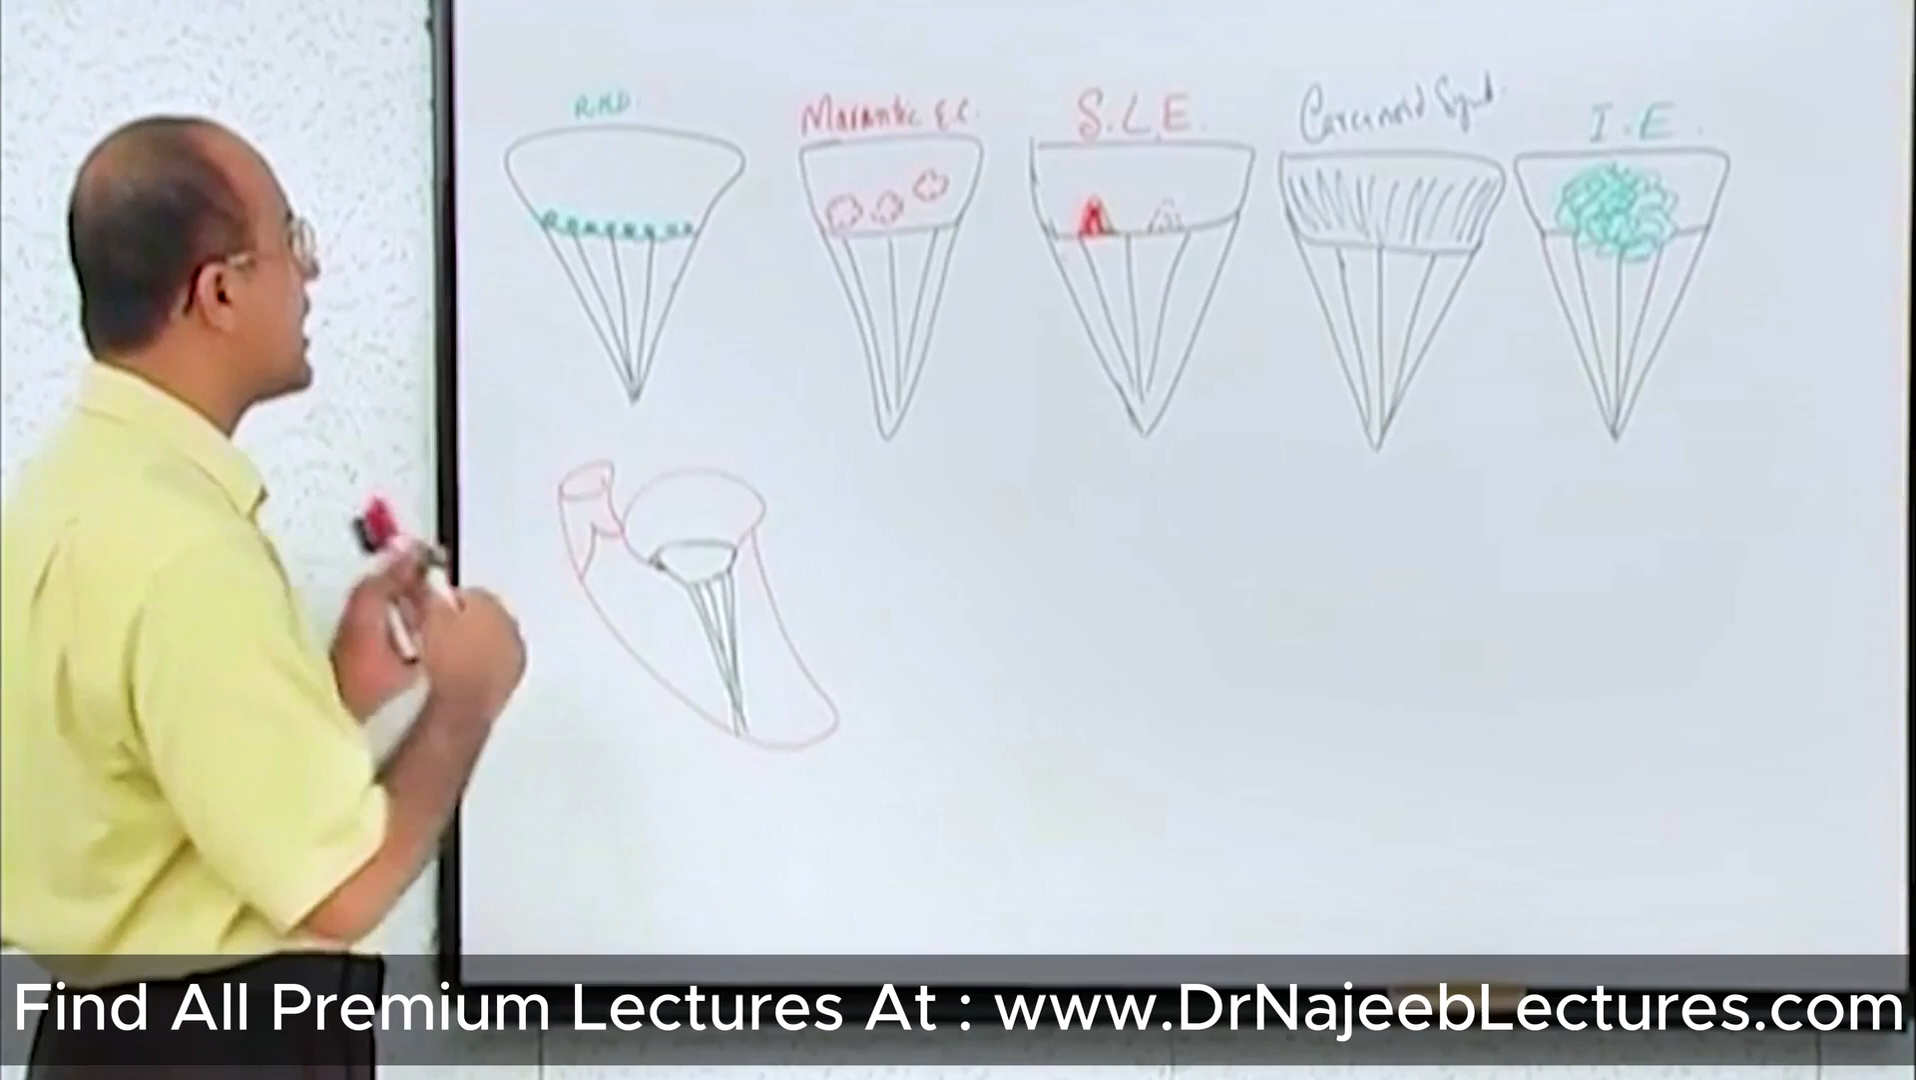 R.H.D.
Marantic E.C.
S.L.E.
Carcinoid Synd.
I.E.
Find All Premium Lectures At : www.DrNajeebLectures.com